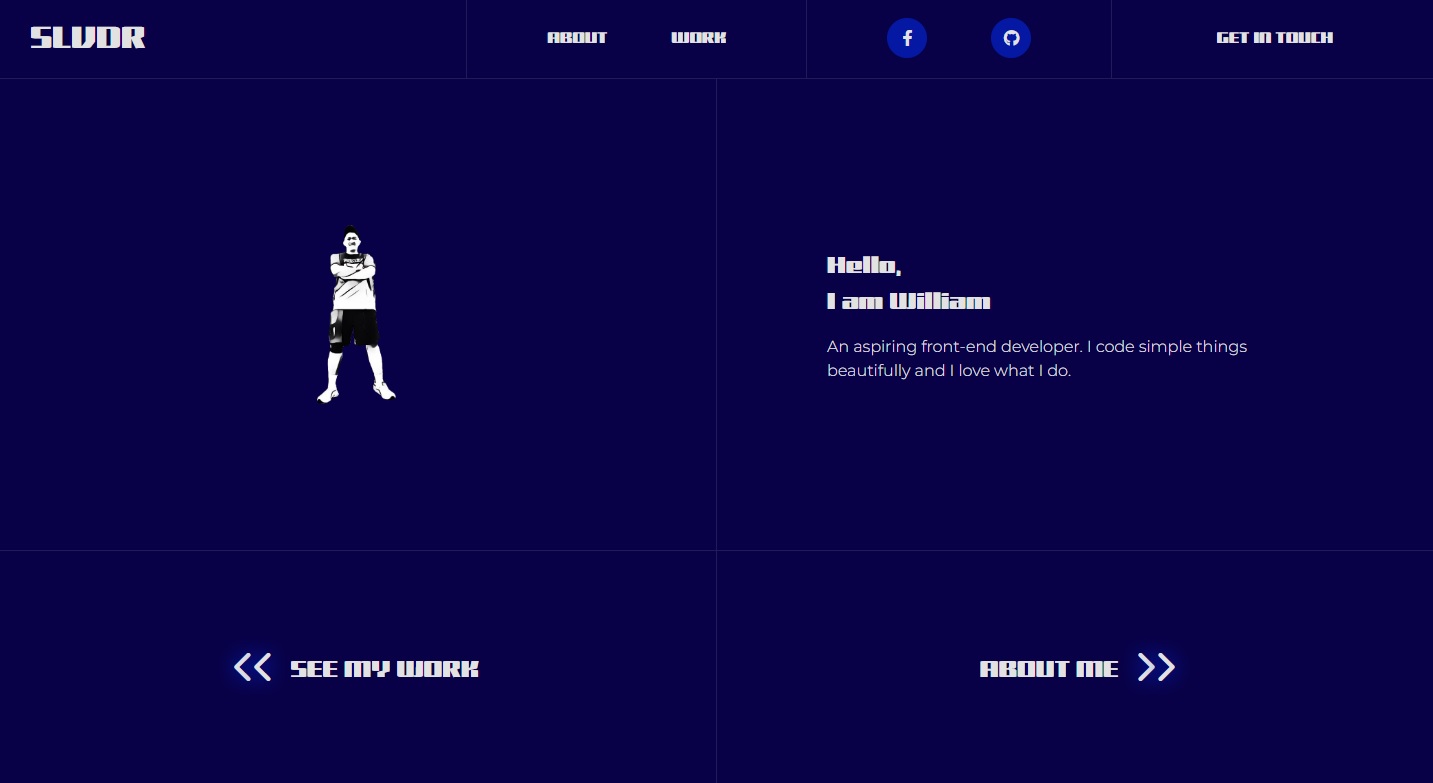 SLVDR
ABOUT
WORK
GET IN TOUCH
Hello,
I am William
An aspiring front-end developer. I code simple things
beautifully and I love what I do.
SEE MY WORK
ABOUT ME